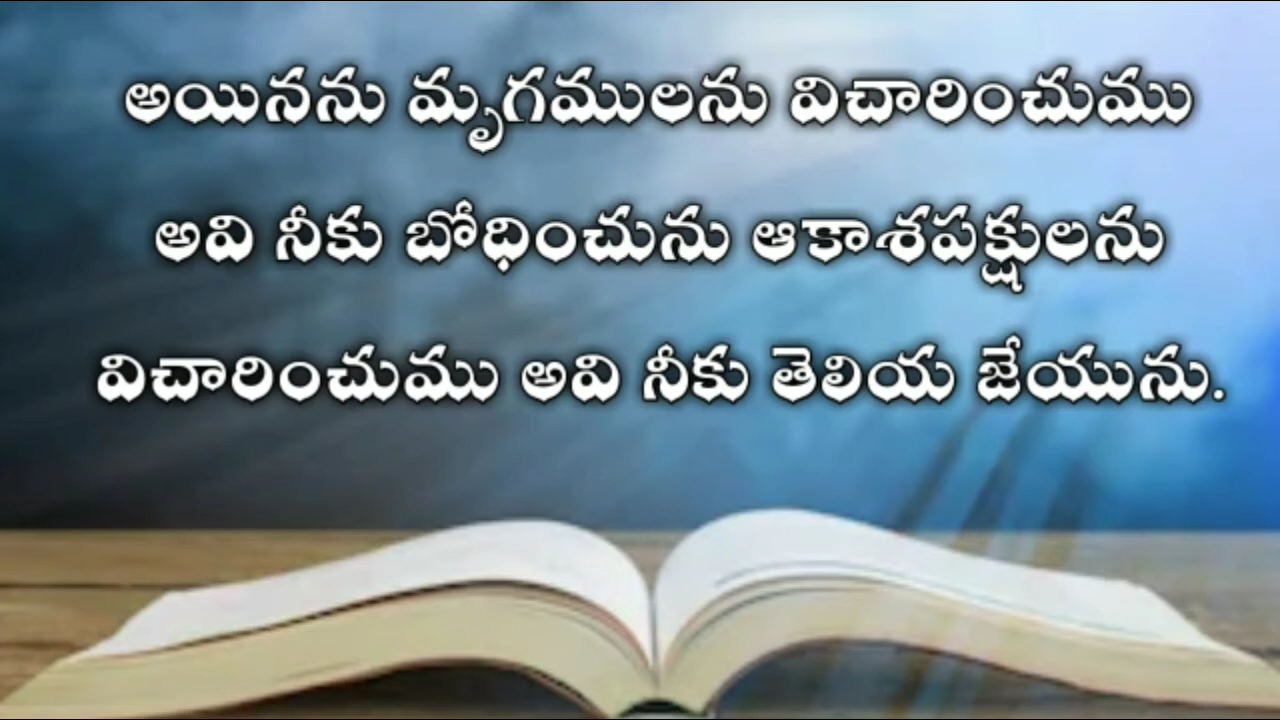 అయినను మృగములను విచారించుము
అవి నీకు బోధించును ఆకాశపక్షులను
విచారించుము అవి నీకు తెలియ జేయును.